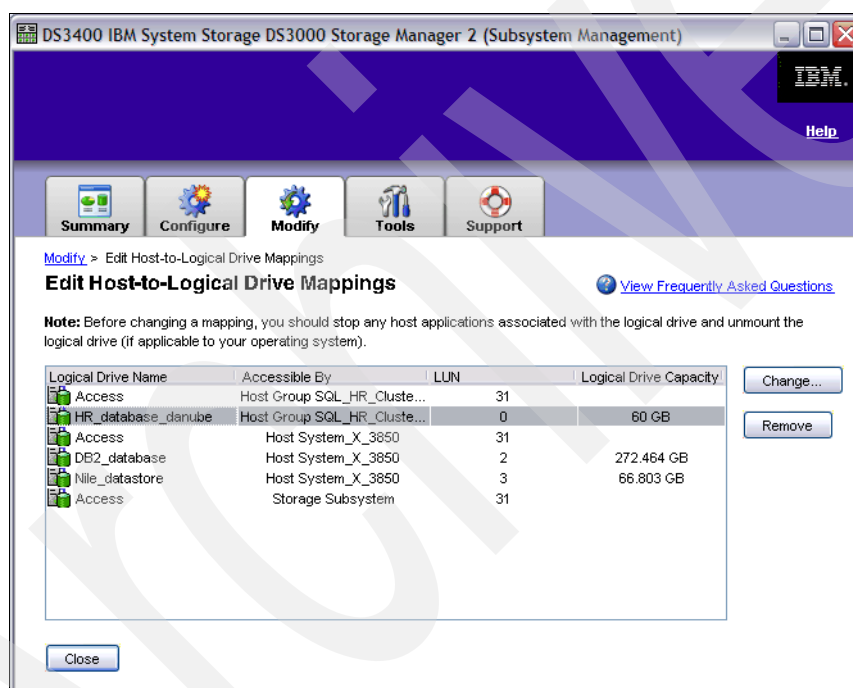 DS3400 IBM System Storage DS3000 Storage Manager 2 (Subsystem Management)
IBM.
Help
Summary Configure Modify Tools Support
Modify > Edit Host-to-Logical Drive Mappings
Edit Host-to-Logical Drive Mappings
View Frequently Asked Questions
Note: Before changing a mapping, you should stop any host applications associated with the logical drive and unmount the
logical drive (if applicable to your operating system).
Logical Drive Name Accessible By LUN Logical Drive Capacity
Access Host Group SQL_HR_Cluste... 31
HR_database_danube Host Group SQL_HR_Cluste... 0 60 GB
Access Host System_X_3850 31
DB2_database Host System_X_3850 2 272.464 GB
Nile_datastore Host System_X_3850 3 66.803 GB
Access Storage Subsystem 31
Change...
Remove
Close